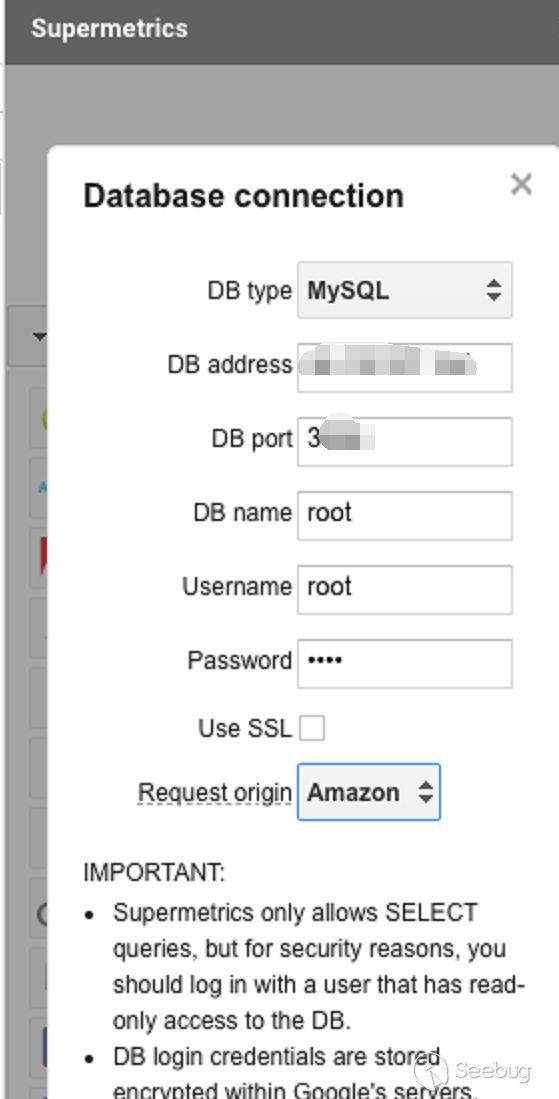 Supermetrics
Database connection
DB type MySQL
DB address
DB port 3
DB name root
Username root
Password ••••
Use SSL
Request origin Amazon
IMPORTANT:
• Supermetrics only allows SELECT
queries, but for security reasons, you
should log in with a user that has read-
only access to the DB.
• DB login credentials are stored
encrypted within Google's servers.
Seebug